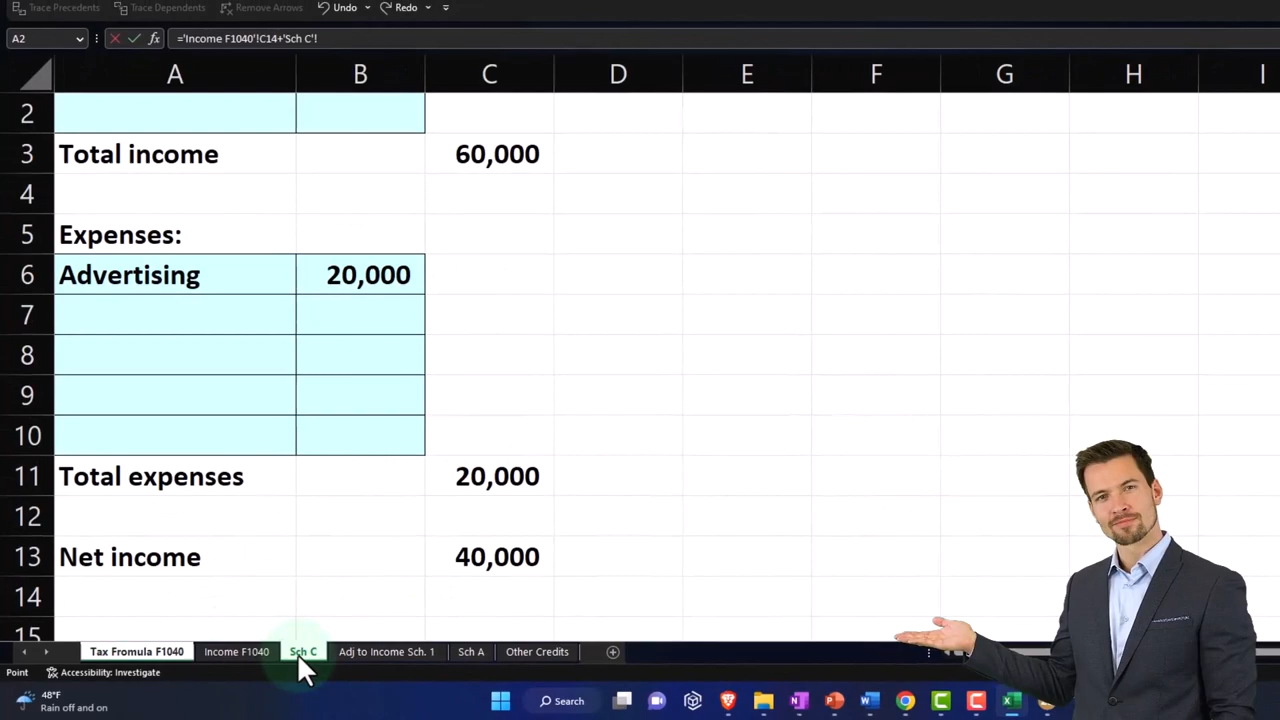 Trace Precedents Trace Dependents Remove Arrows Undo Redo
A2 fx ='Income F1040'!C14+'Sch C'!
A B C D E F G H I
2
3 Total income 60,000
4
5 Expenses:
6 Advertising 20,000
7
8
9
10
11 Total expenses 20,000
12
13 Net income 40,000
14
15
Tax Fromula F1040 Income F1040 Sch C Adj to Income Sch. 1 Sch A Other Credits
Point Accessibility: Investigate
48°F
Rain off and on
Search